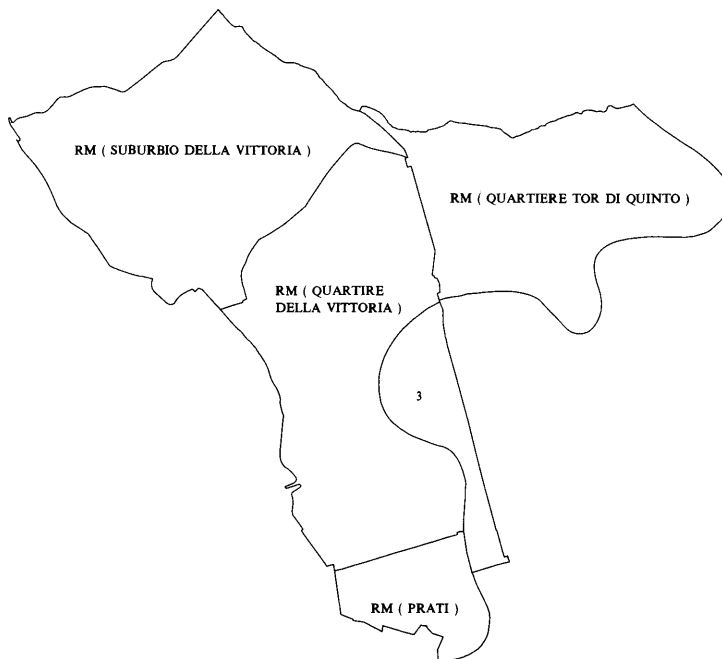 RM ( SUBURBIO DELLA VITTORIA )
RM ( QUARTIERE TOR DI QUINTO )
RM ( QUARTIRE
DELLA VITTORIA )
3
RM ( PRATI )